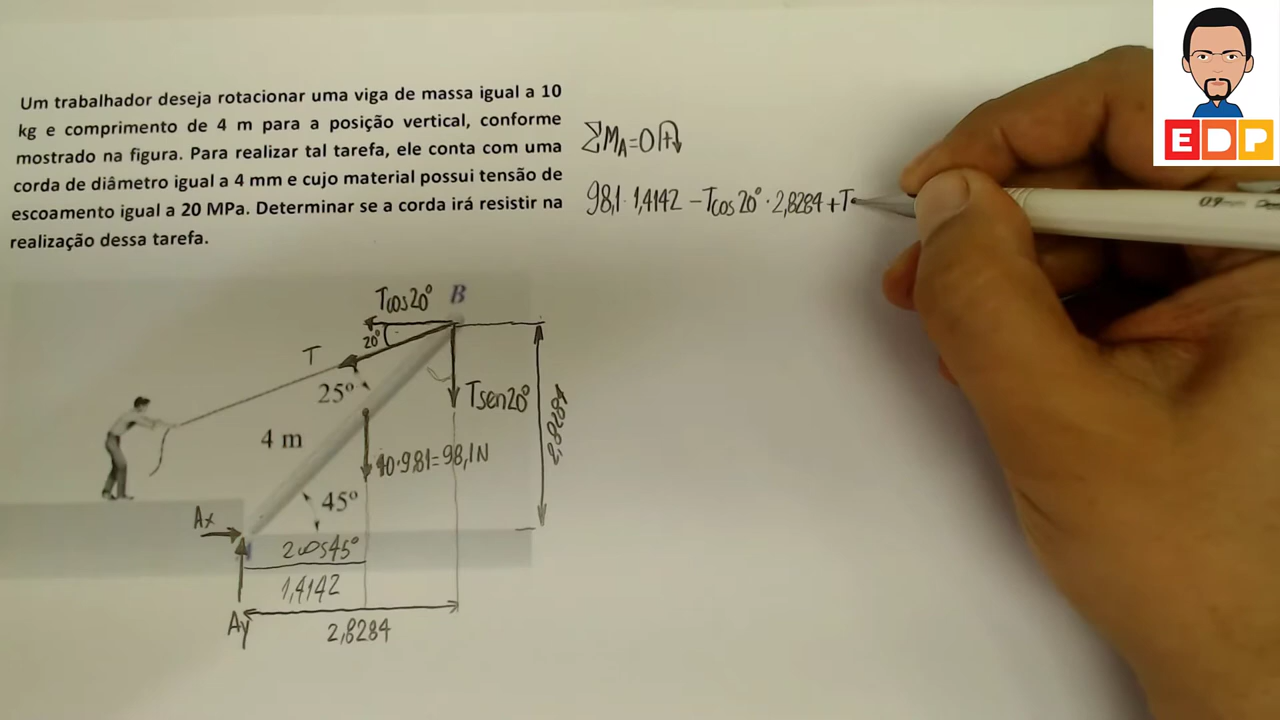 Um trabalhador deseja rotacionar uma viga de massa igual a 10
kg e comprimento de 4 m para a posição vertical, conforme
mostrado na figura. Para realizar tal tarefa, ele conta com uma
corda de diâmetro igual a 4 mm e cujo material possui tensão de
escoamento igual a 20 MPa. Determinar se a corda irá resistir na
realização dessa tarefa.
EDP
ΣMA=0
98,1·1,4142 -Tcos20°·2,8284+T
Tcos20° B
20°
T
25°
Tsen20°
4 m
2,8284
10·9,81=98,1N
45°
Ax
2cos45°
1,4142
Ay
2,8284
09